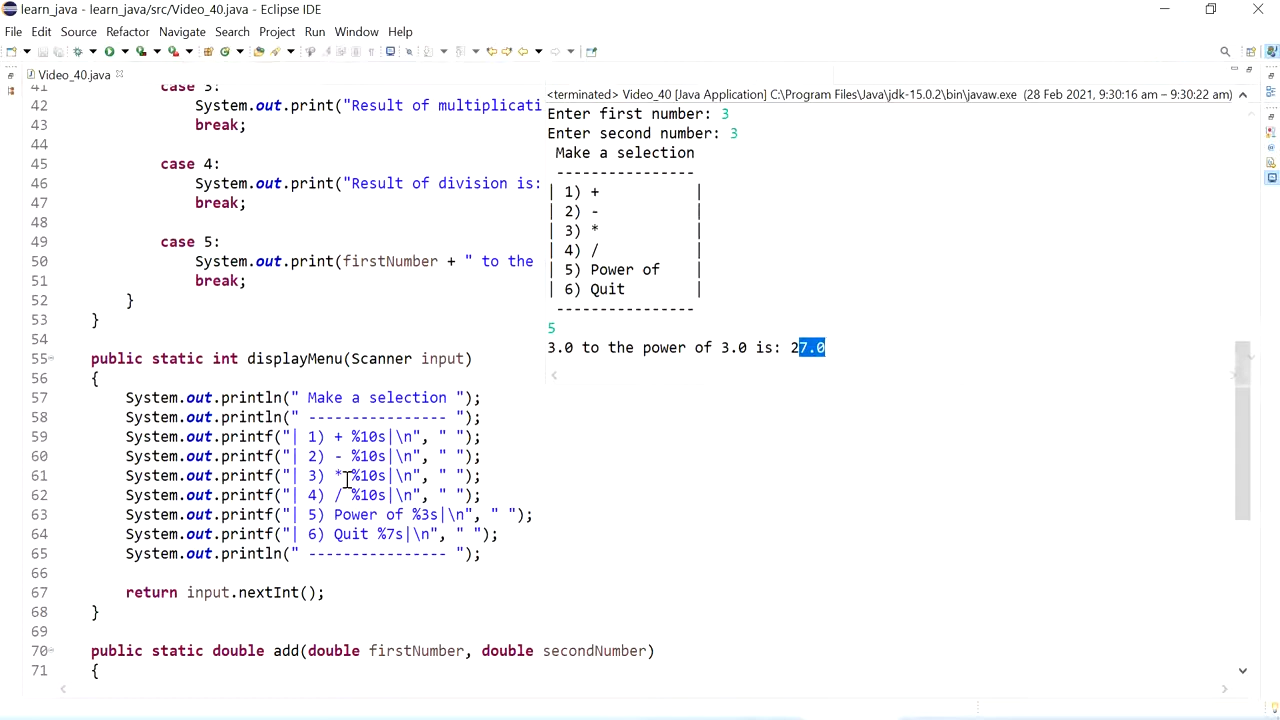 learn_java - learn_java/src/Video_40.java - Eclipse IDE
File Edit Source Refactor Navigate Search Project Run Window Help
Video_40.java
41 case 3:
42 System.out.print("Result of multiplicati
43 break;
44
45 case 4:
46 System.out.print("Result of division is:
47 break;
48
49 case 5:
50 System.out.print(firstNumber + " to the
51 break;
52 }
53 }
54
55 public static int displayMenu(Scanner input)
56 {
57 System.out.println(" Make a selection ");
58 System.out.println(" ---------------- ");
59 System.out.printf("| 1) + %10s|\n", " ");
60 System.out.printf("| 2) - %10s|\n", " ");
61 System.out.printf("| 3) * %10s|\n", " ");
62 System.out.printf("| 4) / %10s|\n", " ");
63 System.out.printf("| 5) Power of %3s|\n", " ");
64 System.out.printf("| 6) Quit %7s|\n", " ");
65 System.out.println(" ---------------- ");
66
67 return input.nextInt();
68 }
69
70 public static double add(double firstNumber, double secondNumber)
71 {
<terminated> Video_40 [Java Application] C:\Program Files\Java\jdk-15.0.2\bin\javaw.exe (28 Feb 2021, 9:30:16 am – 9:30:22 am)
Enter first number: 3
Enter second number: 3
Make a selection
----------------
| 1) + |
| 2) - |
| 3) * |
| 4) / |
| 5) Power of |
| 6) Quit |
----------------
5
3.0 to the power of 3.0 is: 27.0